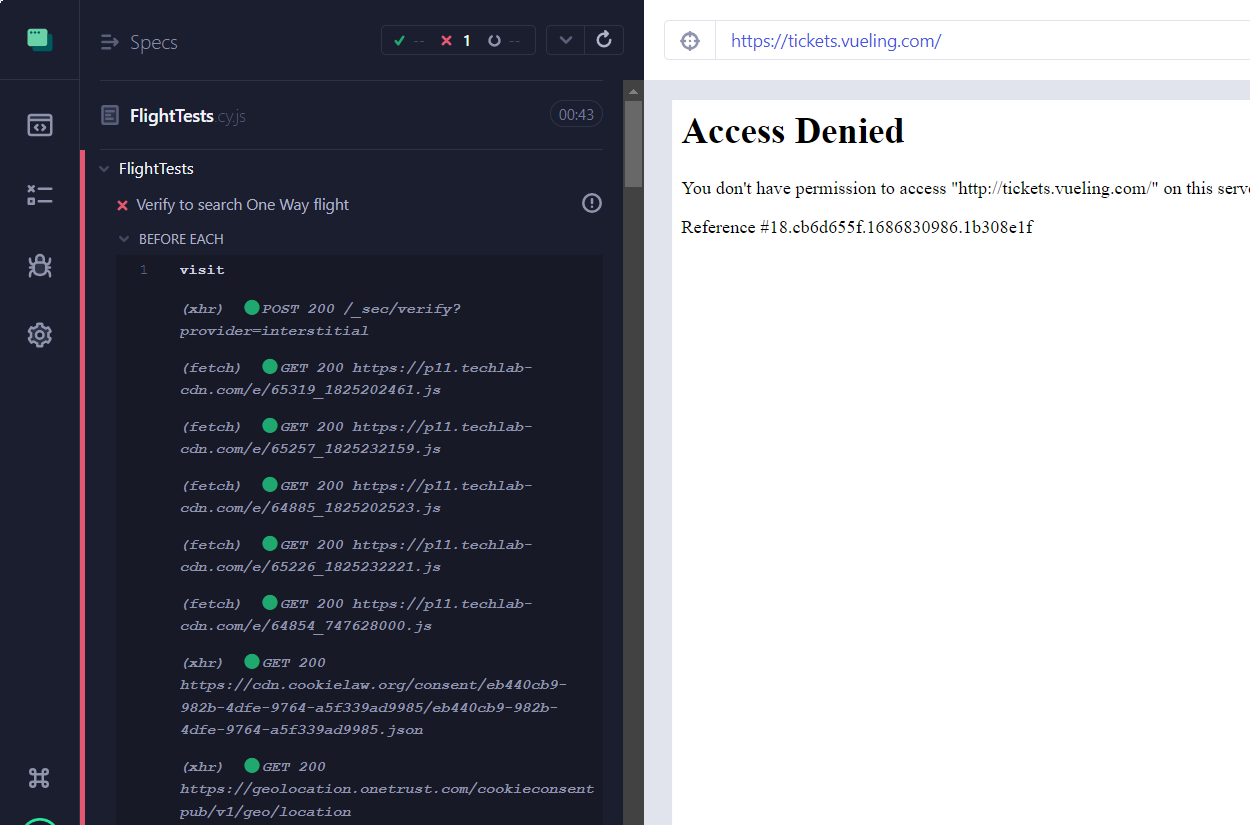 Specs
-- 1 --
FlightTests.cy.js
00:43
FlightTests
Verify to search One Way flight
BEFORE EACH
1 visit
(xhr) POST 200 /_sec/verify?
provider=interstitial
(fetch) GET 200 https://p11.techlab-
cdn.com/e/65319_1825202461.js
(fetch) GET 200 https://p11.techlab-
cdn.com/e/65257_1825232159.js
(fetch) GET 200 https://p11.techlab-
cdn.com/e/64885_1825202523.js
(fetch) GET 200 https://p11.techlab-
cdn.com/e/65226_1825232221.js
(fetch) GET 200 https://p11.techlab-
cdn.com/e/64854_747628000.js
(xhr) GET 200
https://cdn.cookielaw.org/consent/eb440cb9-
982b-4dfe-9764-a5f339ad9985/eb440cb9-982b-
4dfe-9764-a5f339ad9985.json
(xhr) GET 200
https://geolocation.onetrust.com/cookieconsent
pub/v1/geo/location
https://tickets.vueling.com/
Access Denied
You don't have permission to access "http://tickets.vueling.com/" on this serve
Reference #18.cb6d655f.1686830986.1b308e1f